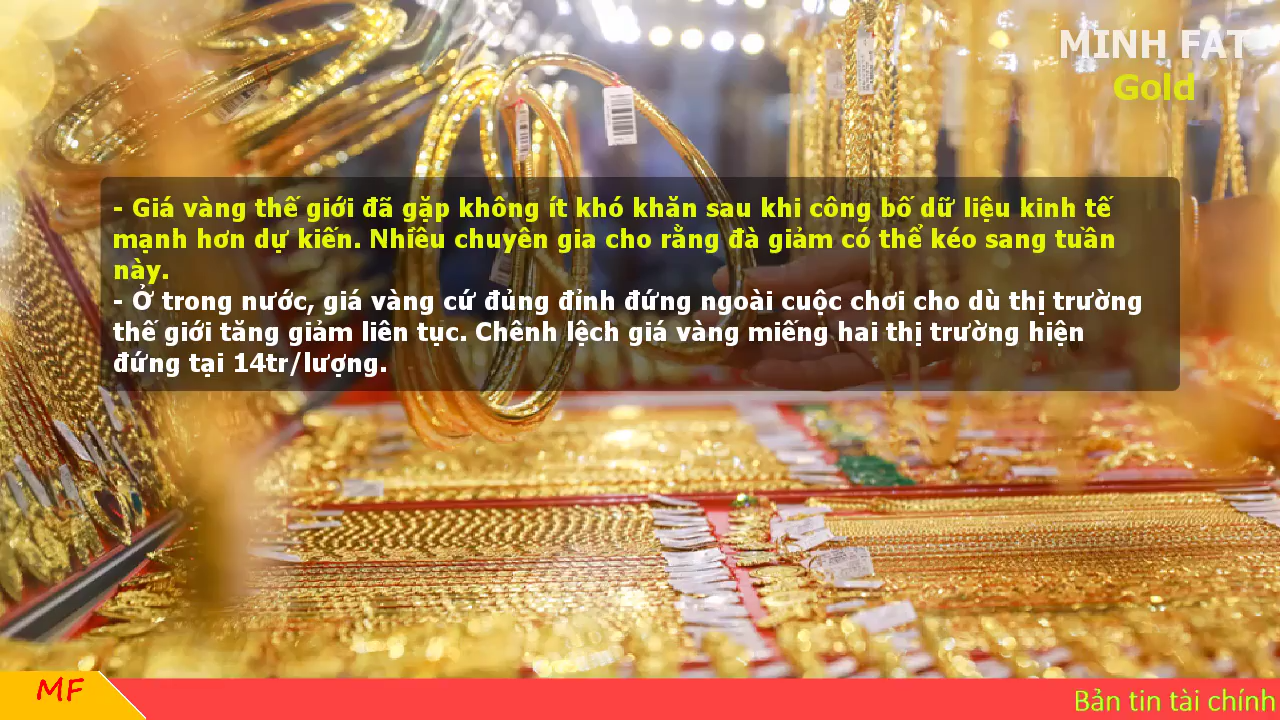 MINH FAT
Gold
- Giá vàng thế giới đã gặp không ít khó khăn sau khi công bố dữ liệu kinh tế
mạnh hơn dự kiến. Nhiều chuyên gia cho rằng đà giảm có thể kéo sang tuần
này.
- Ở trong nước, giá vàng cứ đủng đỉnh đứng ngoài cuộc chơi cho dù thị trường
thế giới tăng giảm liên tục. Chênh lệch giá vàng miếng hai thị trường hiện
đứng tại 14tr/lượng.
MF
Bản tin tài chính